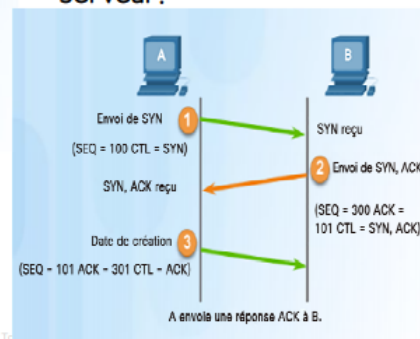 A
B
Envoi de SYN
1
(SEQ = 100 CTL = SYN)
SYN reçu
2
Envoi de SYN, ACK
SYN, ACK reçu
(SEQ = 300 ACK =
101 CTL = SYN, ACK)
Date de création
3
(SEQ = 101 ACK = 301 CTL = ACK)
A envoie une réponse ACK à B.